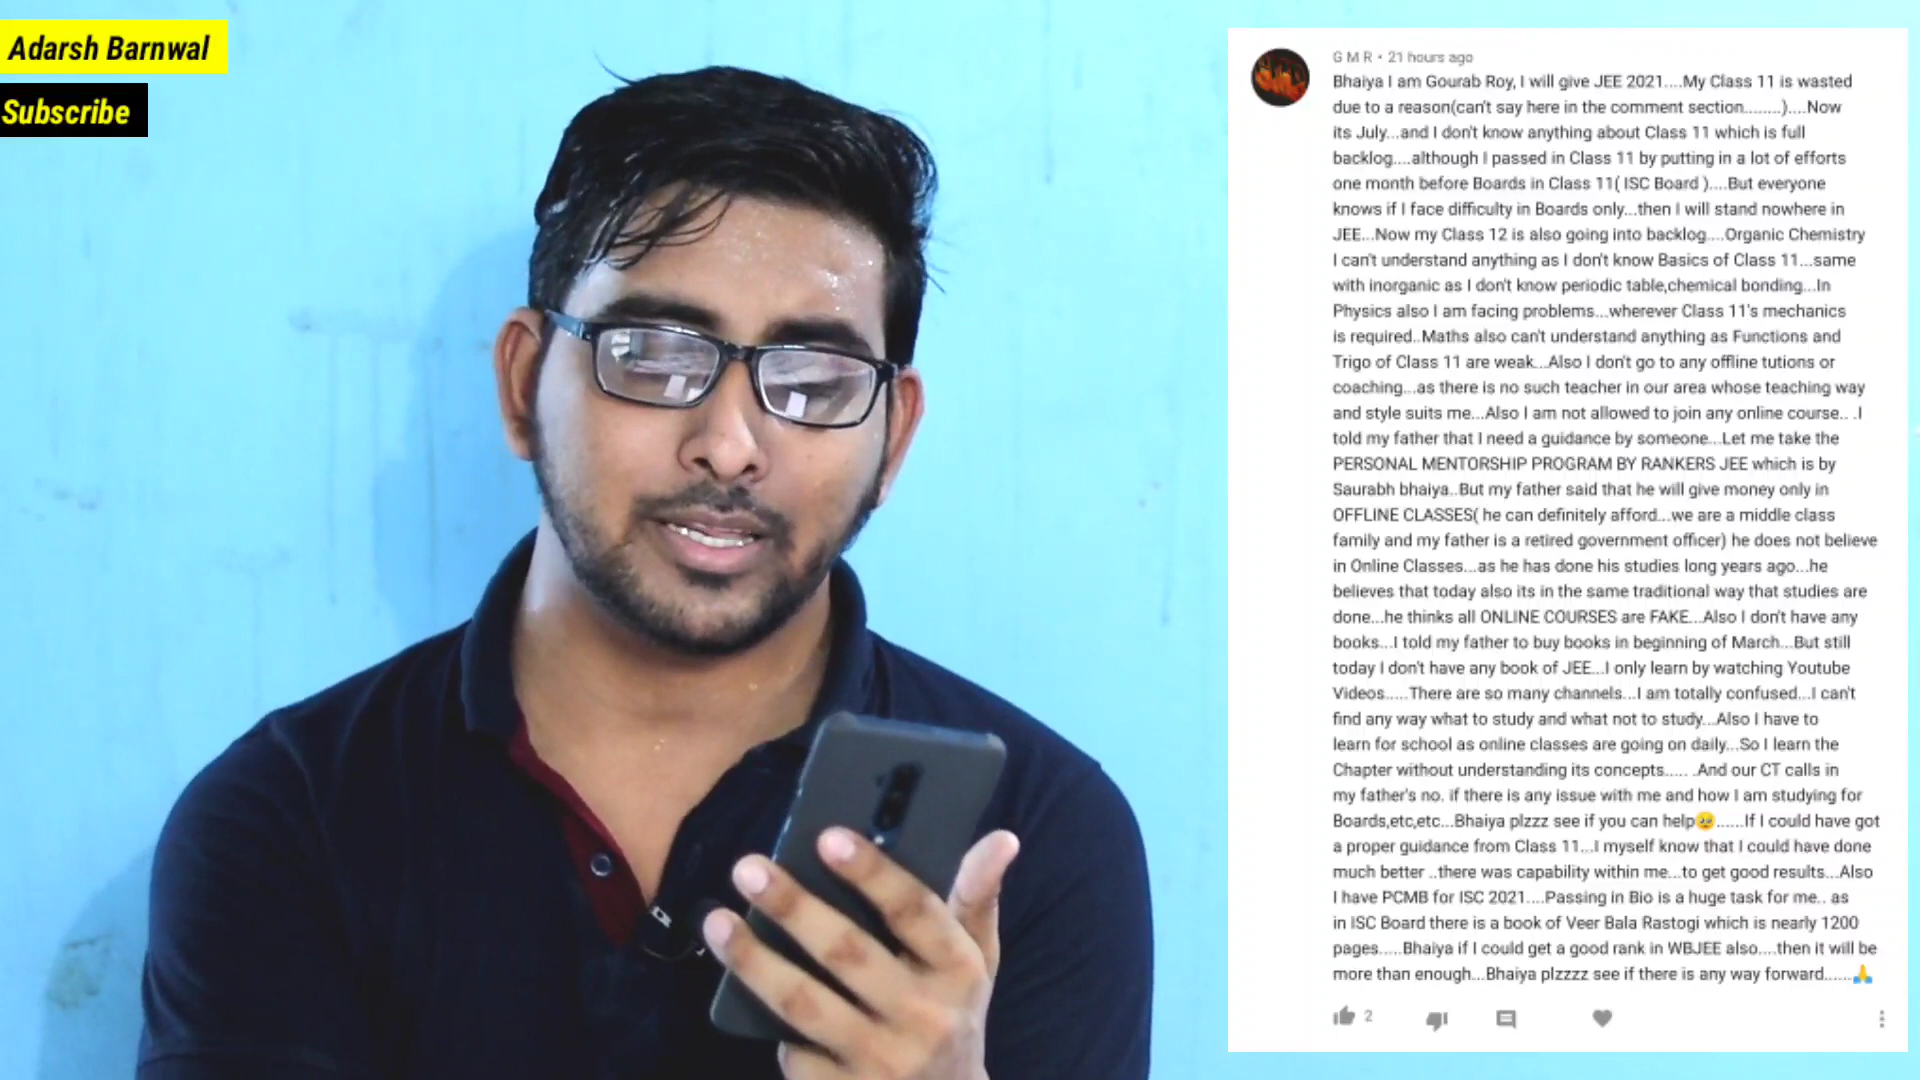 Adarsh Barnwal
Subscribe
G M R • 21 hours ago
Bhaiya I am Gourab Roy, I will give JEE 2021....My Class 11 is wasted
due to a reason(can't say here in the comment section........)....Now
its July...and I don't know anything about Class 11 which is full
backlog....although I passed in Class 11 by putting in a lot of efforts
one month before Boards in Class 11( ISC Board )....But everyone
knows if I face difficulty in Boards only...then I will stand nowhere in
JEE...Now my Class 12 is also going into backlog....Organic Chemistry
I can't understand anything as I don't know Basics of Class 11...same
with inorganic as I don't know periodic table,chemical bonding...In
Physics also I am facing problems...wherever Class 11's mechanics
is required..Maths also can't understand anything as Functions and
Trigo of Class 11 are weak...Also I don't go to any offline tutions or
coaching...as there is no such teacher in our area whose teaching way
and style suits me...Also I am not allowed to join any online course.. .I
told my father that I need a guidance by someone...Let me take the
PERSONAL MENTORSHIP PROGRAM BY RANKERS JEE which is by
Saurabh bhaiya..But my father said that he will give money only in
OFFLINE CLASSES( he can definitely afford...we are a middle class
family and my father is a retired government officer) he does not believe
in Online Classes...as he has done his studies long years ago...he
believes that today also its in the same traditional way that studies are
done...he thinks all ONLINE COURSES are FAKE...Also I don't have any
books...I told my father to buy books in beginning of March...But still
today I don't have any book of JEE...I only learn by watching Youtube
Videos.....There are so many channels...I am totally confused...I can't
find any way what to study and what not to study...Also I have to
learn for school as online classes are going on daily...So I learn the
Chapter without understanding its concepts..... .And our CT calls in
my father's no. if there is any issue with me and how I am studying for
Boards,etc,etc...Bhaiya plzzz see if you can help🥺......If I could have got
a proper guidance from Class 11...I myself know that I could have done
much better ..there was capability within me...to get good results...Also
I have PCMB for ISC 2021....Passing in Bio is a huge task for me.. as
in ISC Board there is a book of Veer Bala Rastogi which is nearly 1200
pages.....Bhaiya if I could get a good rank in WBJEE also....then it will be
more than enough...Bhaiya plzzzz see if there is any way forward......🙏
2